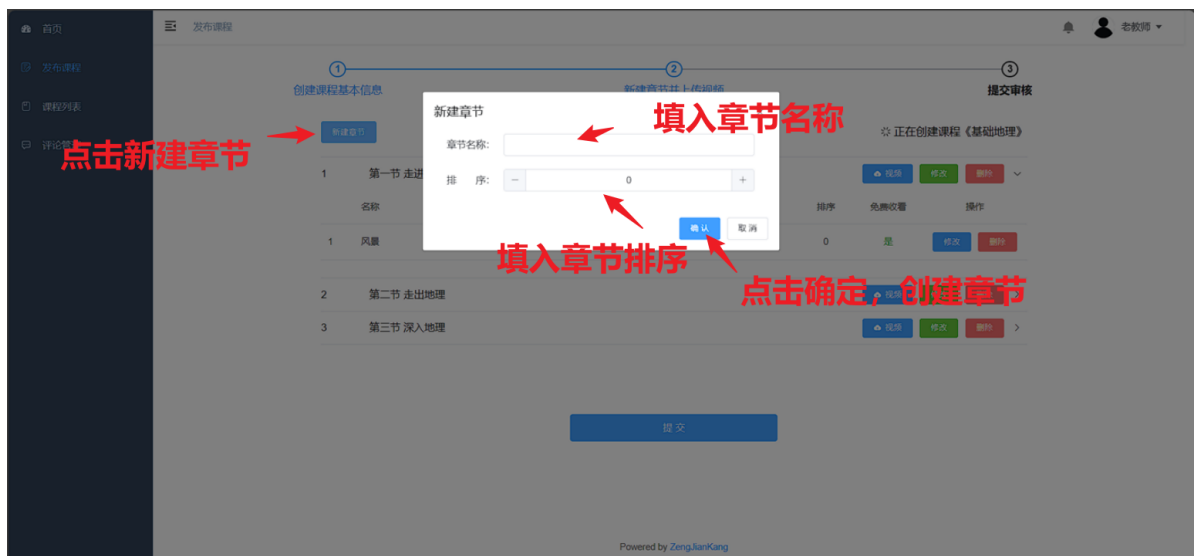 首页
发布课程
老教师
发布课程
1
2
3
创建课程基本信息
新建章节并上传视频
提交审核
课程列表
新建章节
填入章节名称
新建章节
正在创建课程《基础地理》
点击新建章节
章节名称:
1 第一节 走进
视频 修改 删除
排 序: － 0 +
名称 排序 免费收看 操作
确认 取消
1 风景 0 是 修改 删除
填入章节排序
点击确定，创建章节
2 第二节 走出地理
视频
3 第三节 深入地理 视频 修改 删除
提交
Powered by ZengJianKang